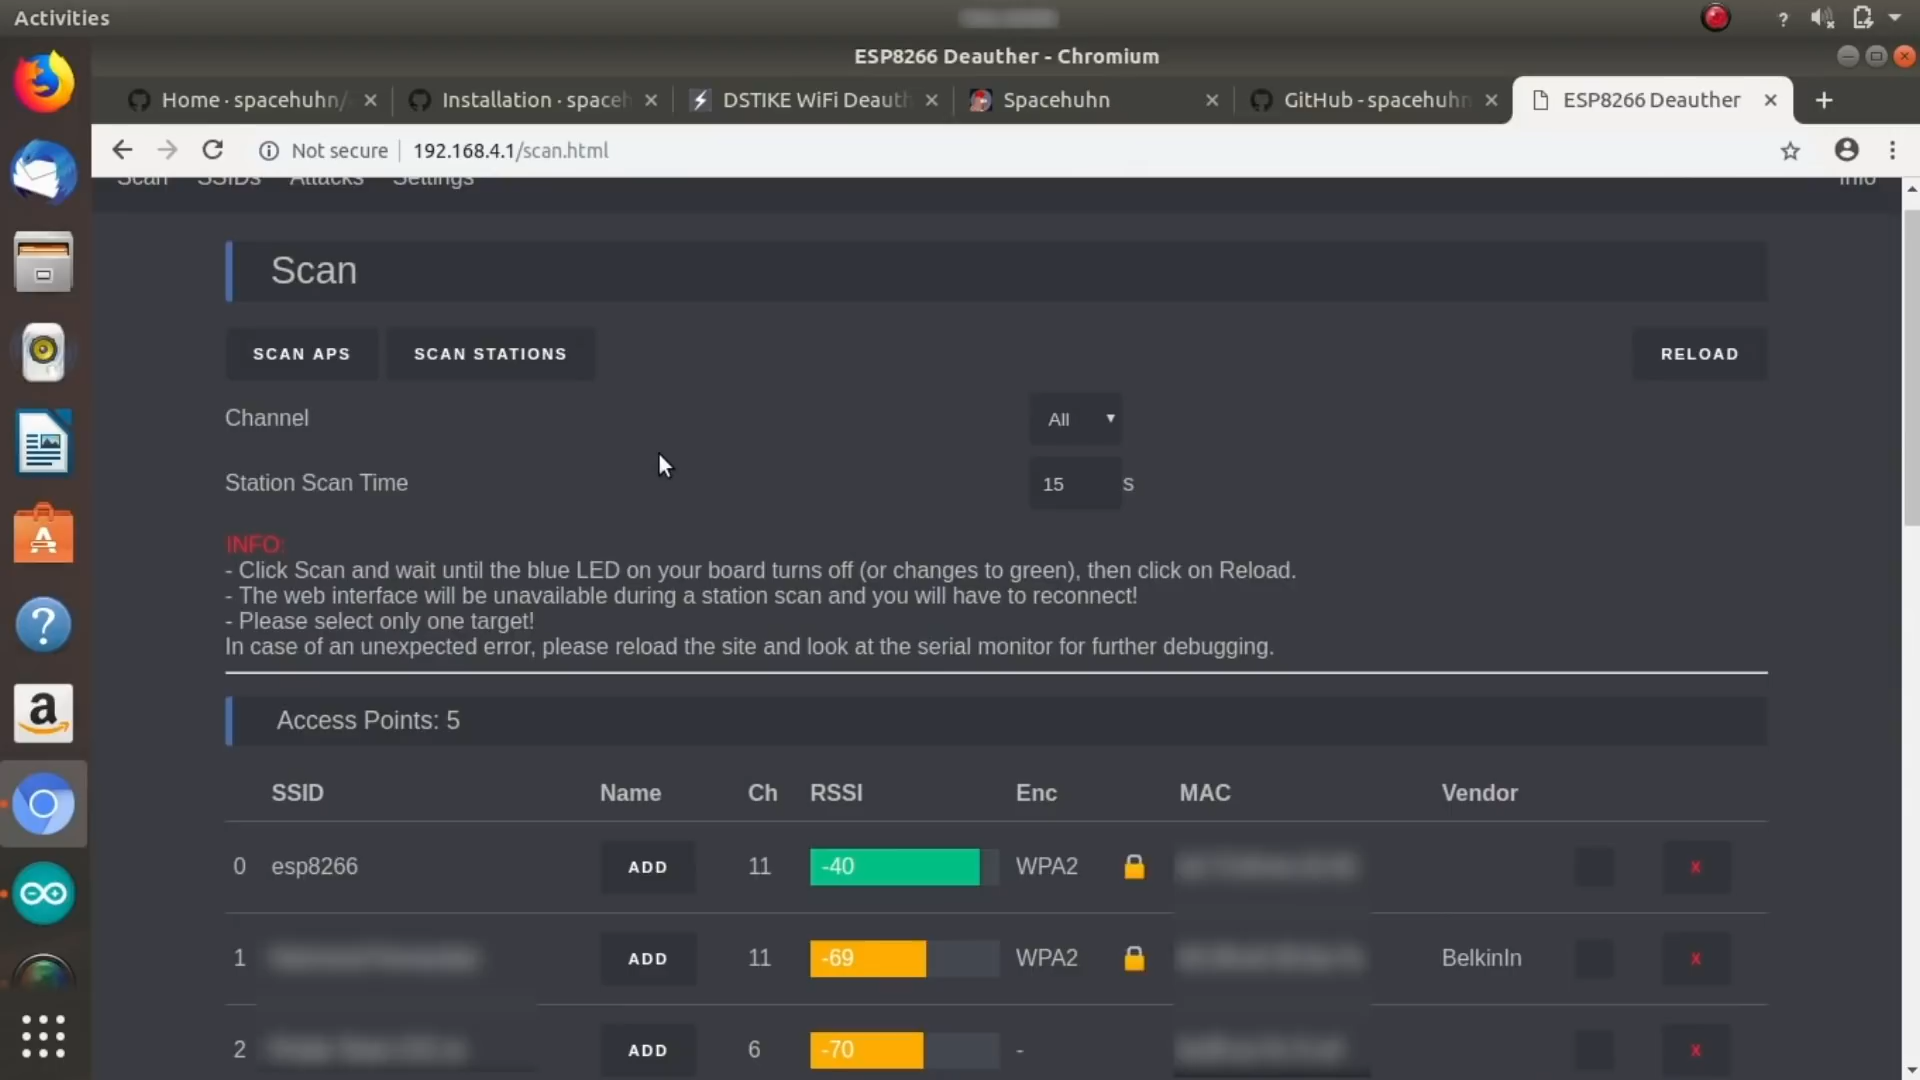 Activities
ESP8266 Deauther - Chromium
Home · spacehuhn/
Installation · spaceh
DSTIKE WiFi Deauth
Spacehuhn
GitHub - spacehuhn
ESP8266 Deauther
Not secure 192.168.4.1/scan.html
Scan SSIDs Attacks Settings Info
Scan
SCAN APS SCAN STATIONS RELOAD
Channel All
Station Scan Time 15 s
INFO:
- Click Scan and wait until the blue LED on your board turns off (or changes to green), then click on Reload.
- The web interface will be unavailable during a station scan and you will have to reconnect!
- Please select only one target!
In case of an unexpected error, please reload the site and look at the serial monitor for further debugging.
Access Points: 5
SSID Name Ch RSSI Enc MAC Vendor
0 esp8266 ADD 11 -40 WPA2 x
1 ADD 11 -69 WPA2 BelkinIn x
2 ADD 6 -70 - x